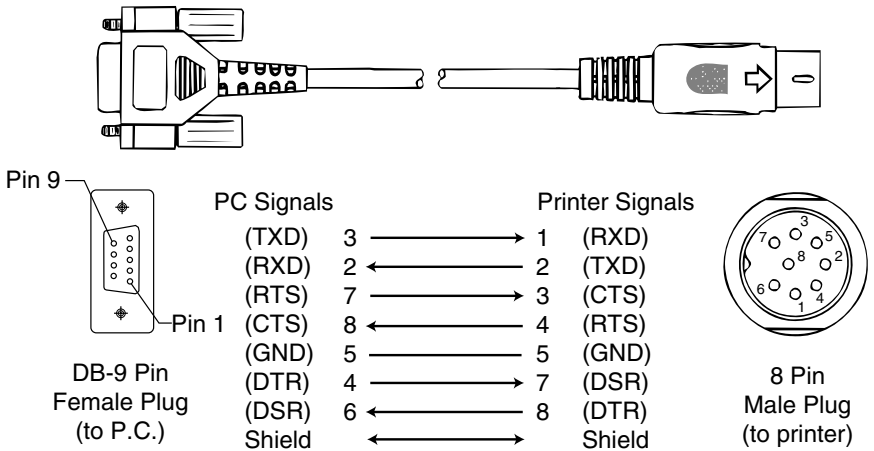 Pin 9
PC Signals Printer Signals
(TXD) 3 1 (RXD)
(RXD) 2 2 (TXD)
(RTS) 7 3 (CTS)
(CTS) 8 4 (RTS)
(GND) 5 5 (GND)
(DTR) 4 7 (DSR)
(DSR) 6 8 (DTR)
Shield Shield
Pin 1
DB-9 Pin
Female Plug
(to P.C.)
3
7 5
8 2
6 4
1
8 Pin
Male Plug
(to printer)